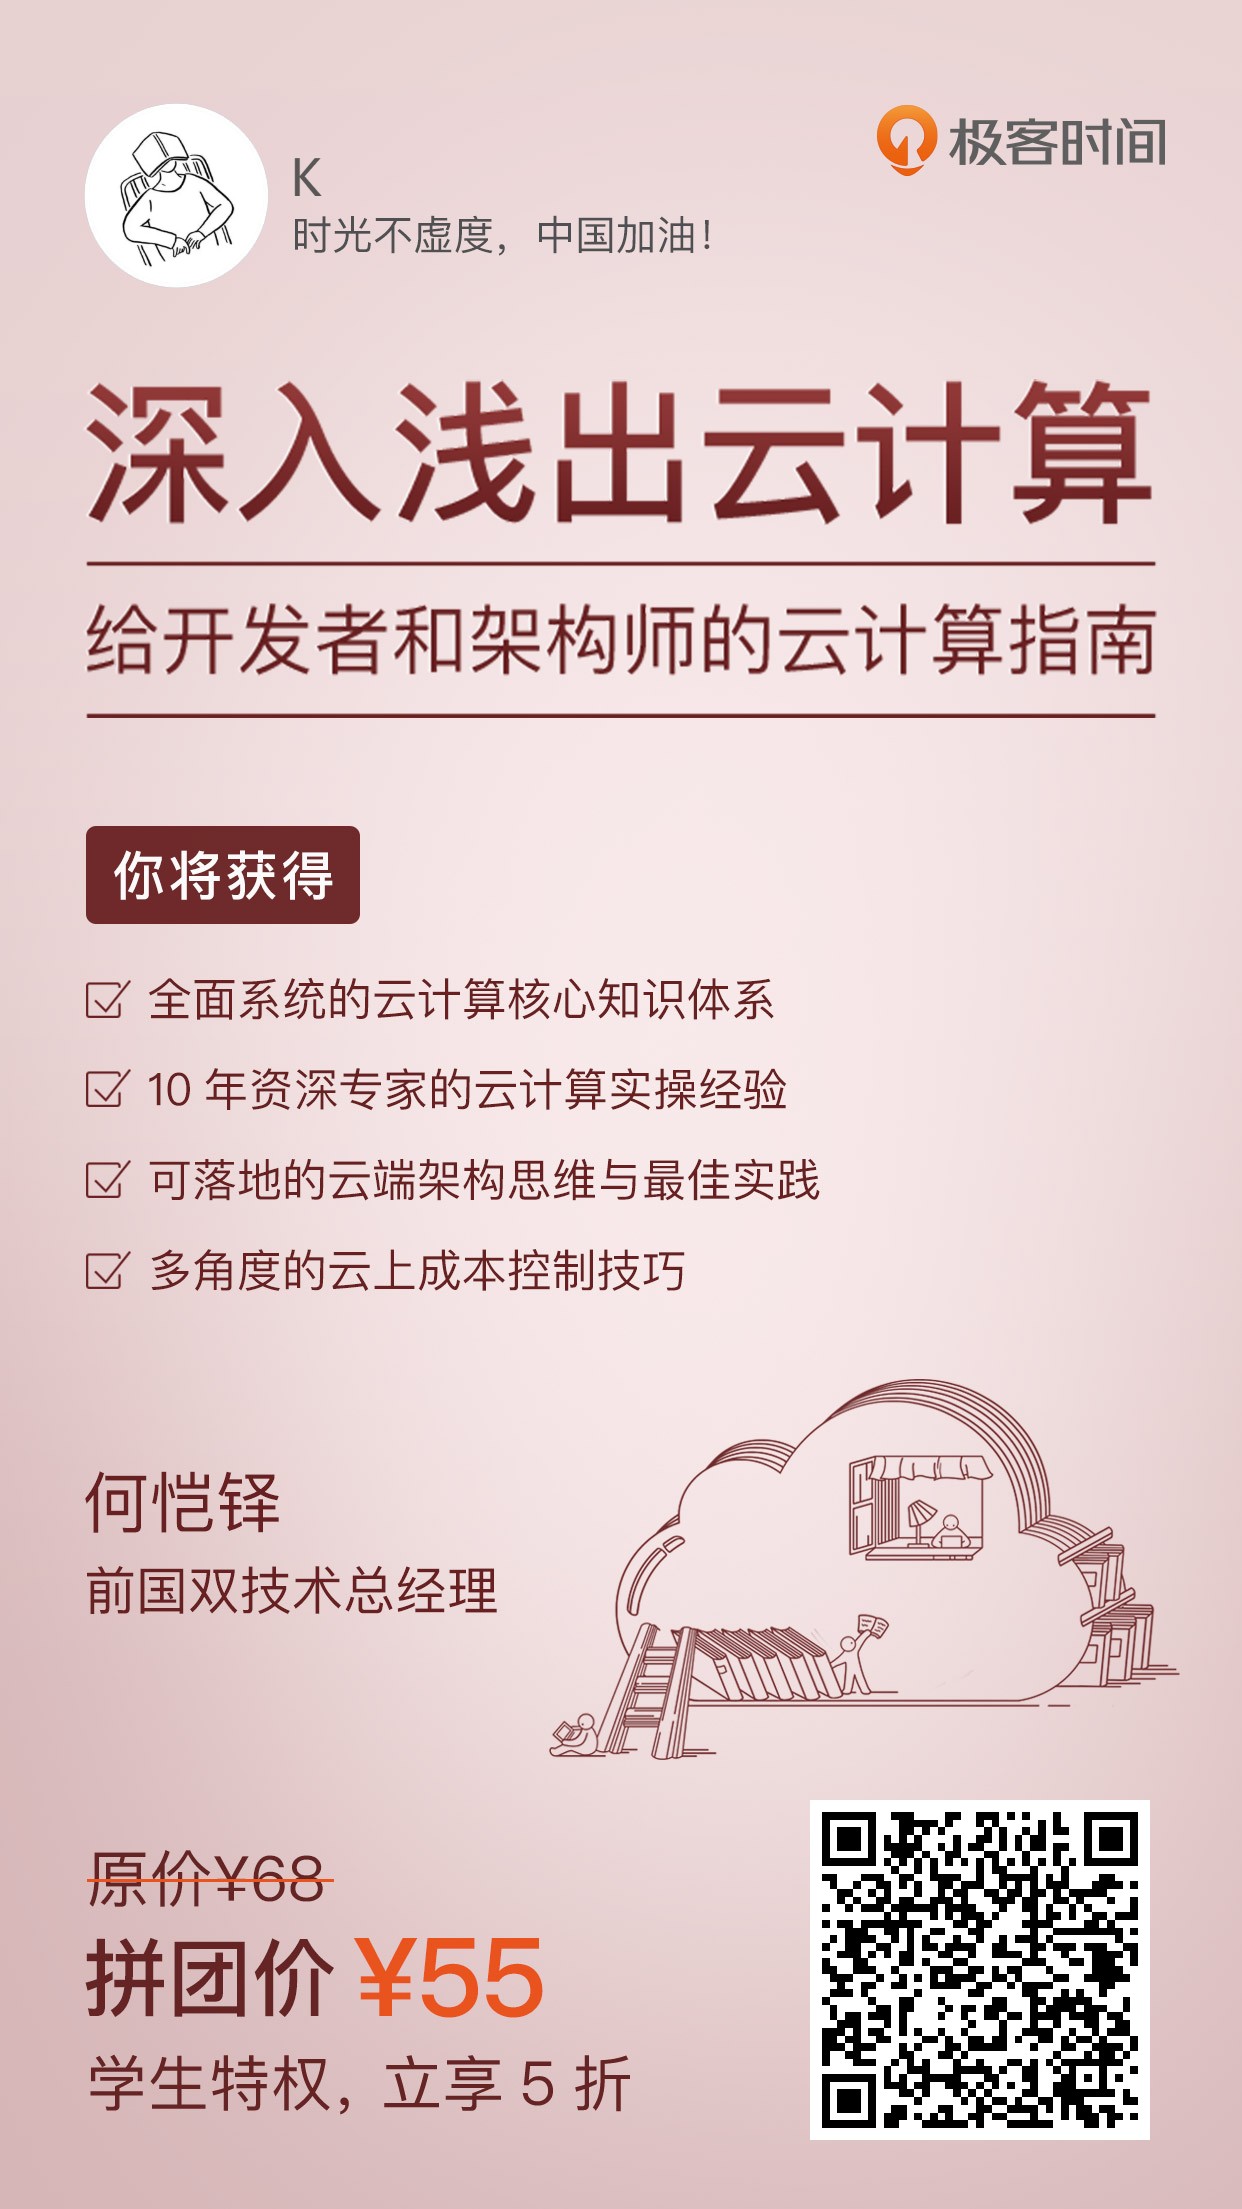 K
时光不虚度，中国加油！
极客时间
深入浅出云计算
给开发者和架构师的云计算指南
你将获得
全面系统的云计算核心知识体系
10 年资深专家的云计算实操经验
可落地的云端架构思维与最佳实践
多角度的云上成本控制技巧
何恺铎
前国双技术总经理
原价¥68
拼团价 ¥55
学生特权，立享 5 折